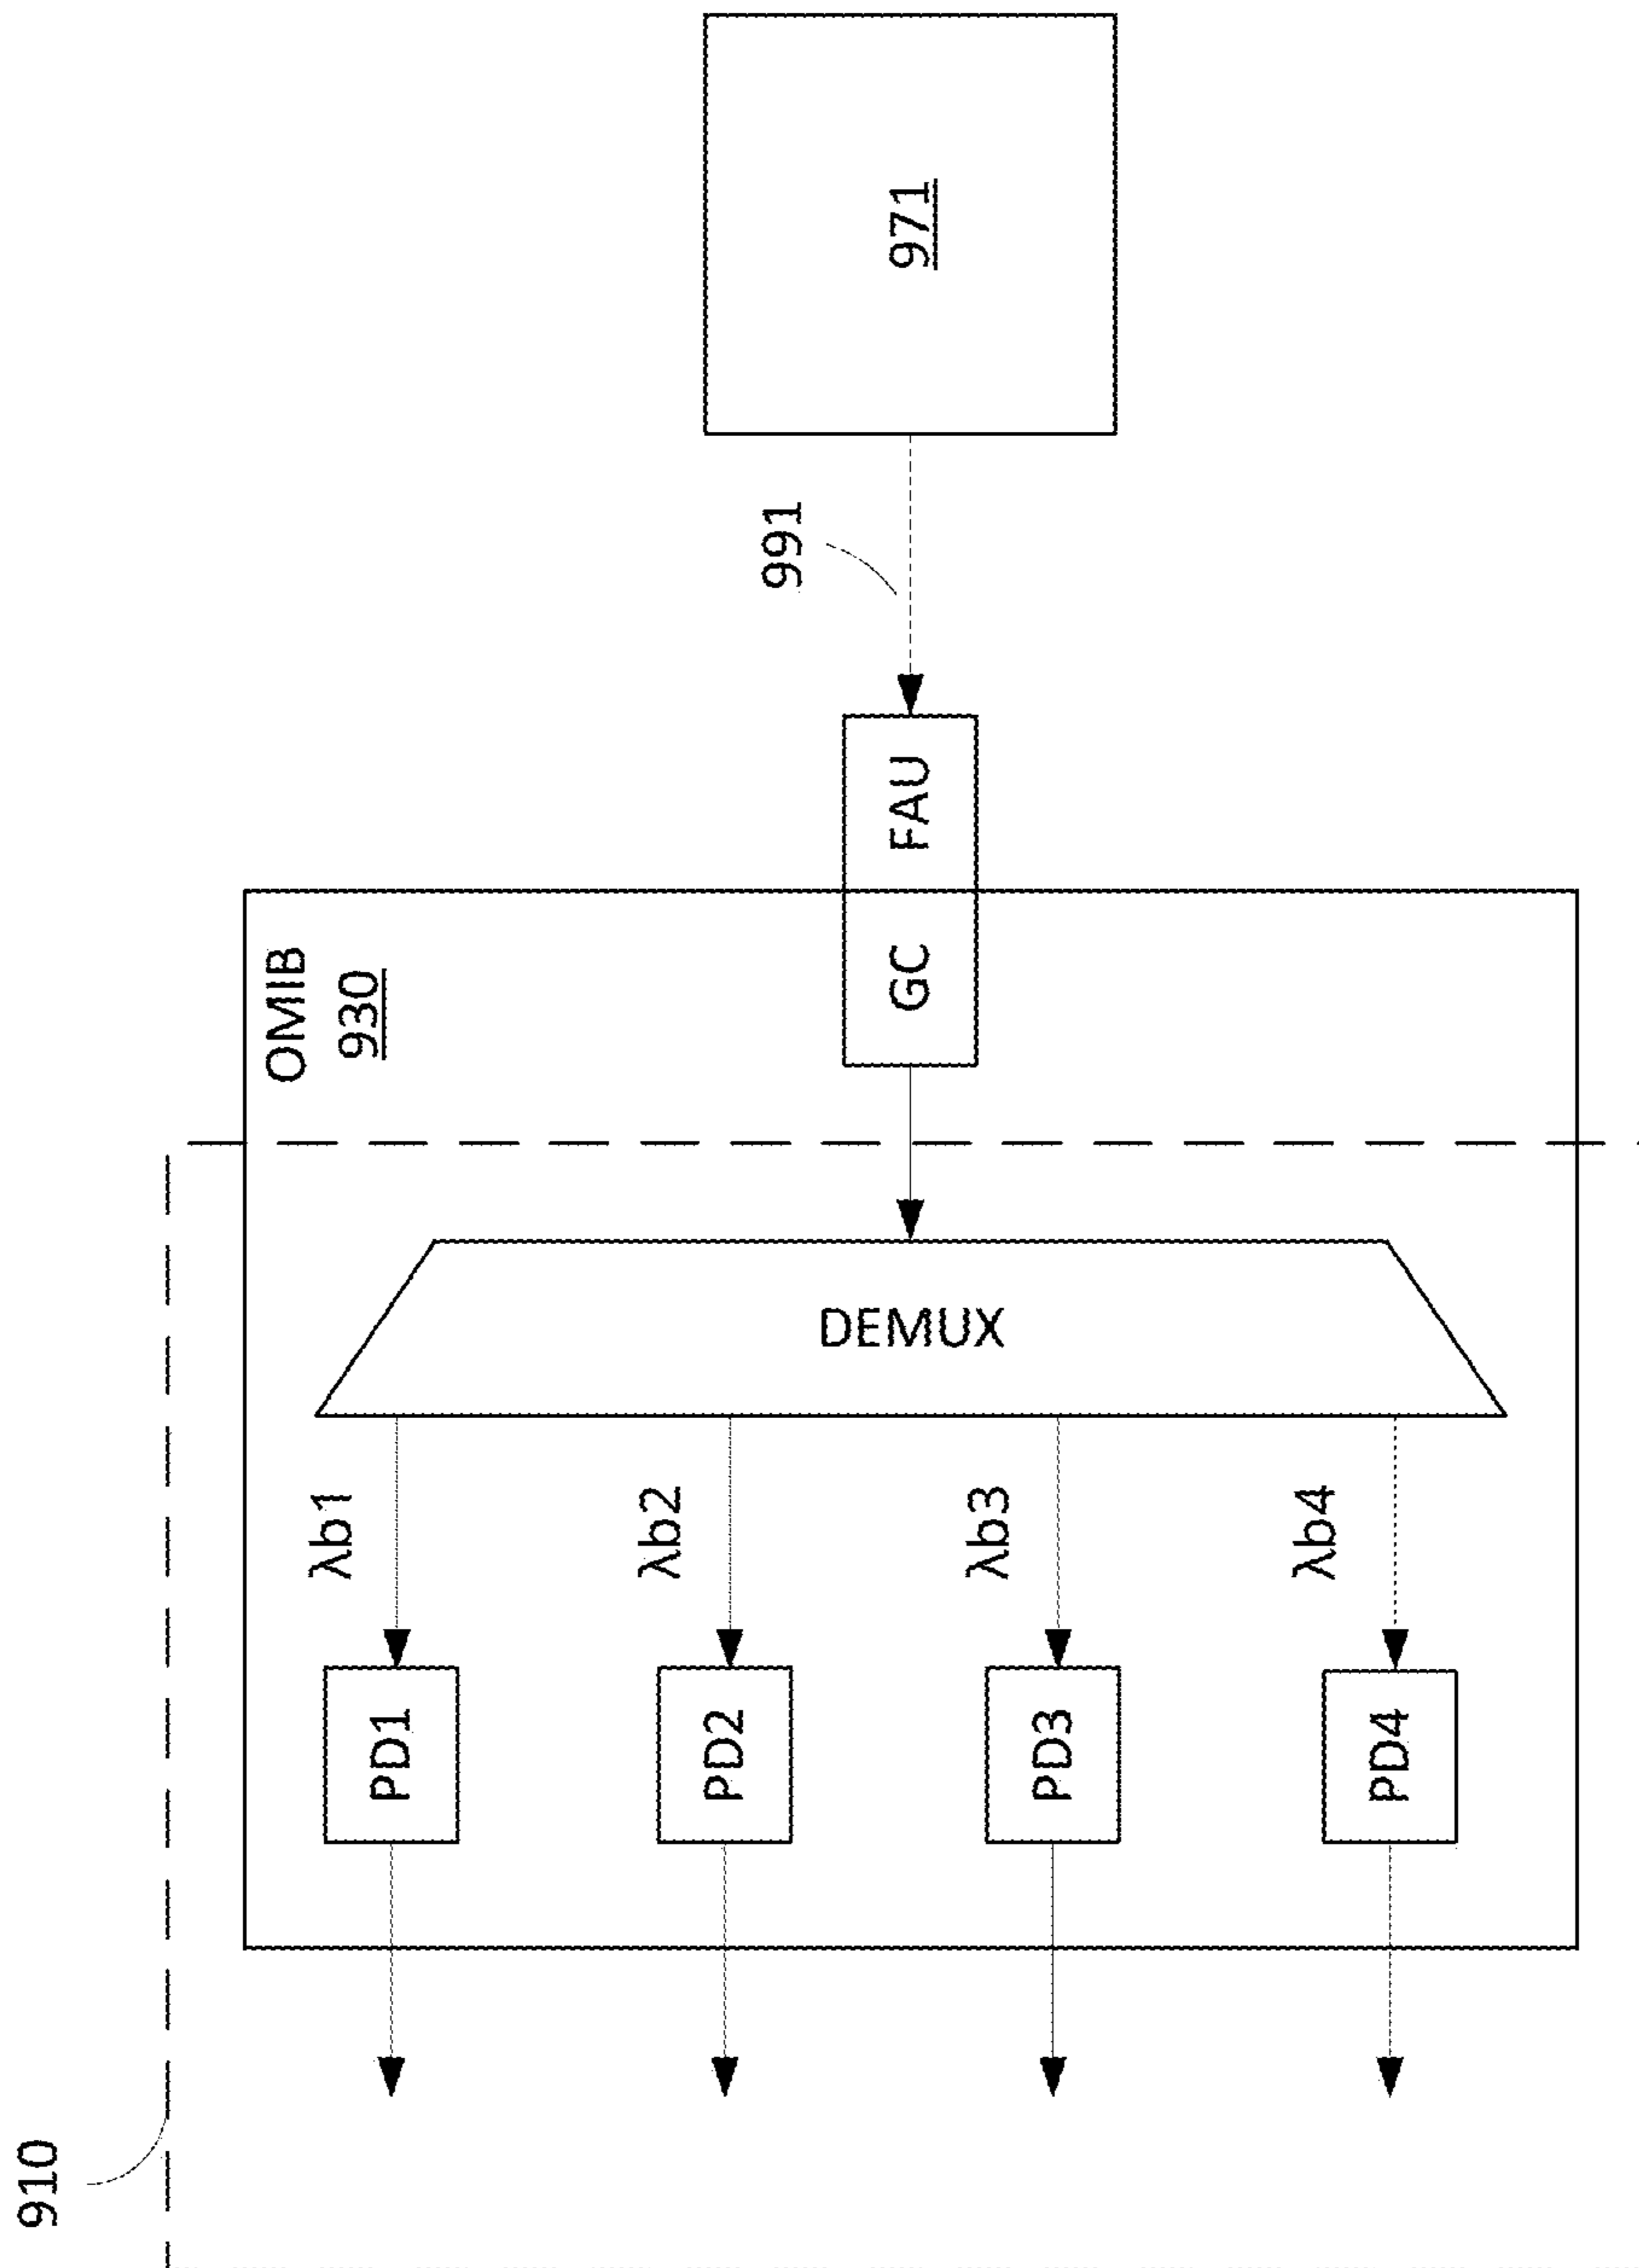 910
OMIB
930
λb1
λb2
λb3
λb4
PD1
PD2
PD3
PD4
DEMUX
GC
FAU
991
971